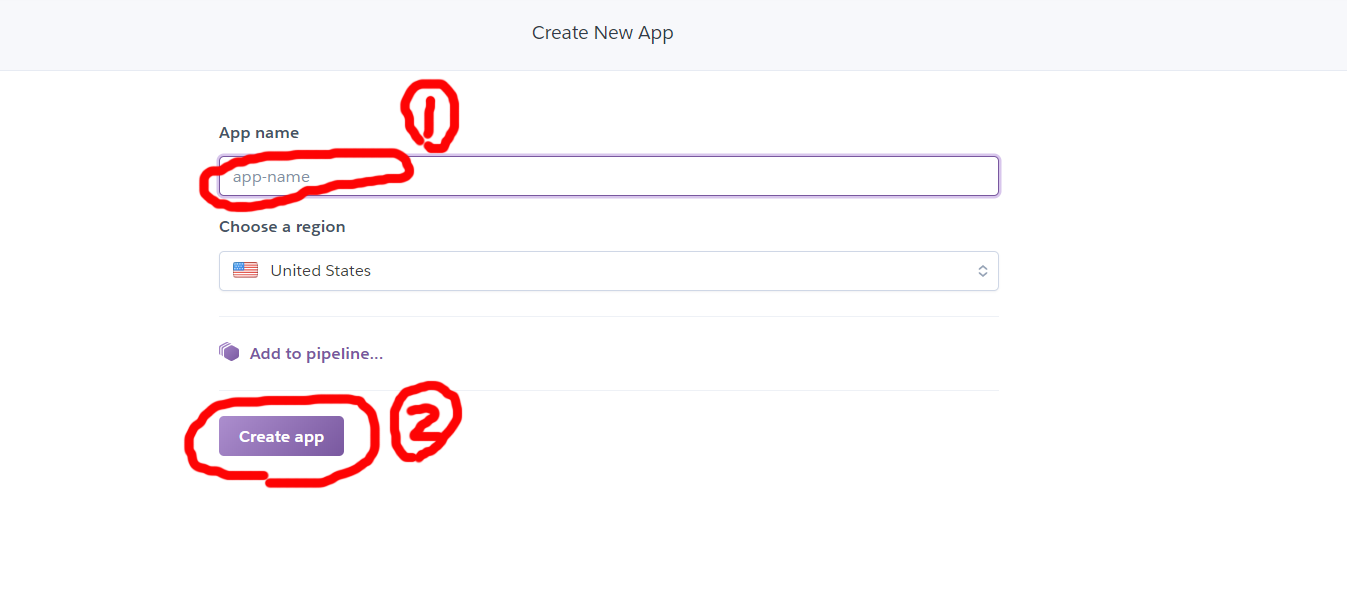 Create New App
1
App name
app-name
Choose a region
United States
Add to pipeline...
Create app
2